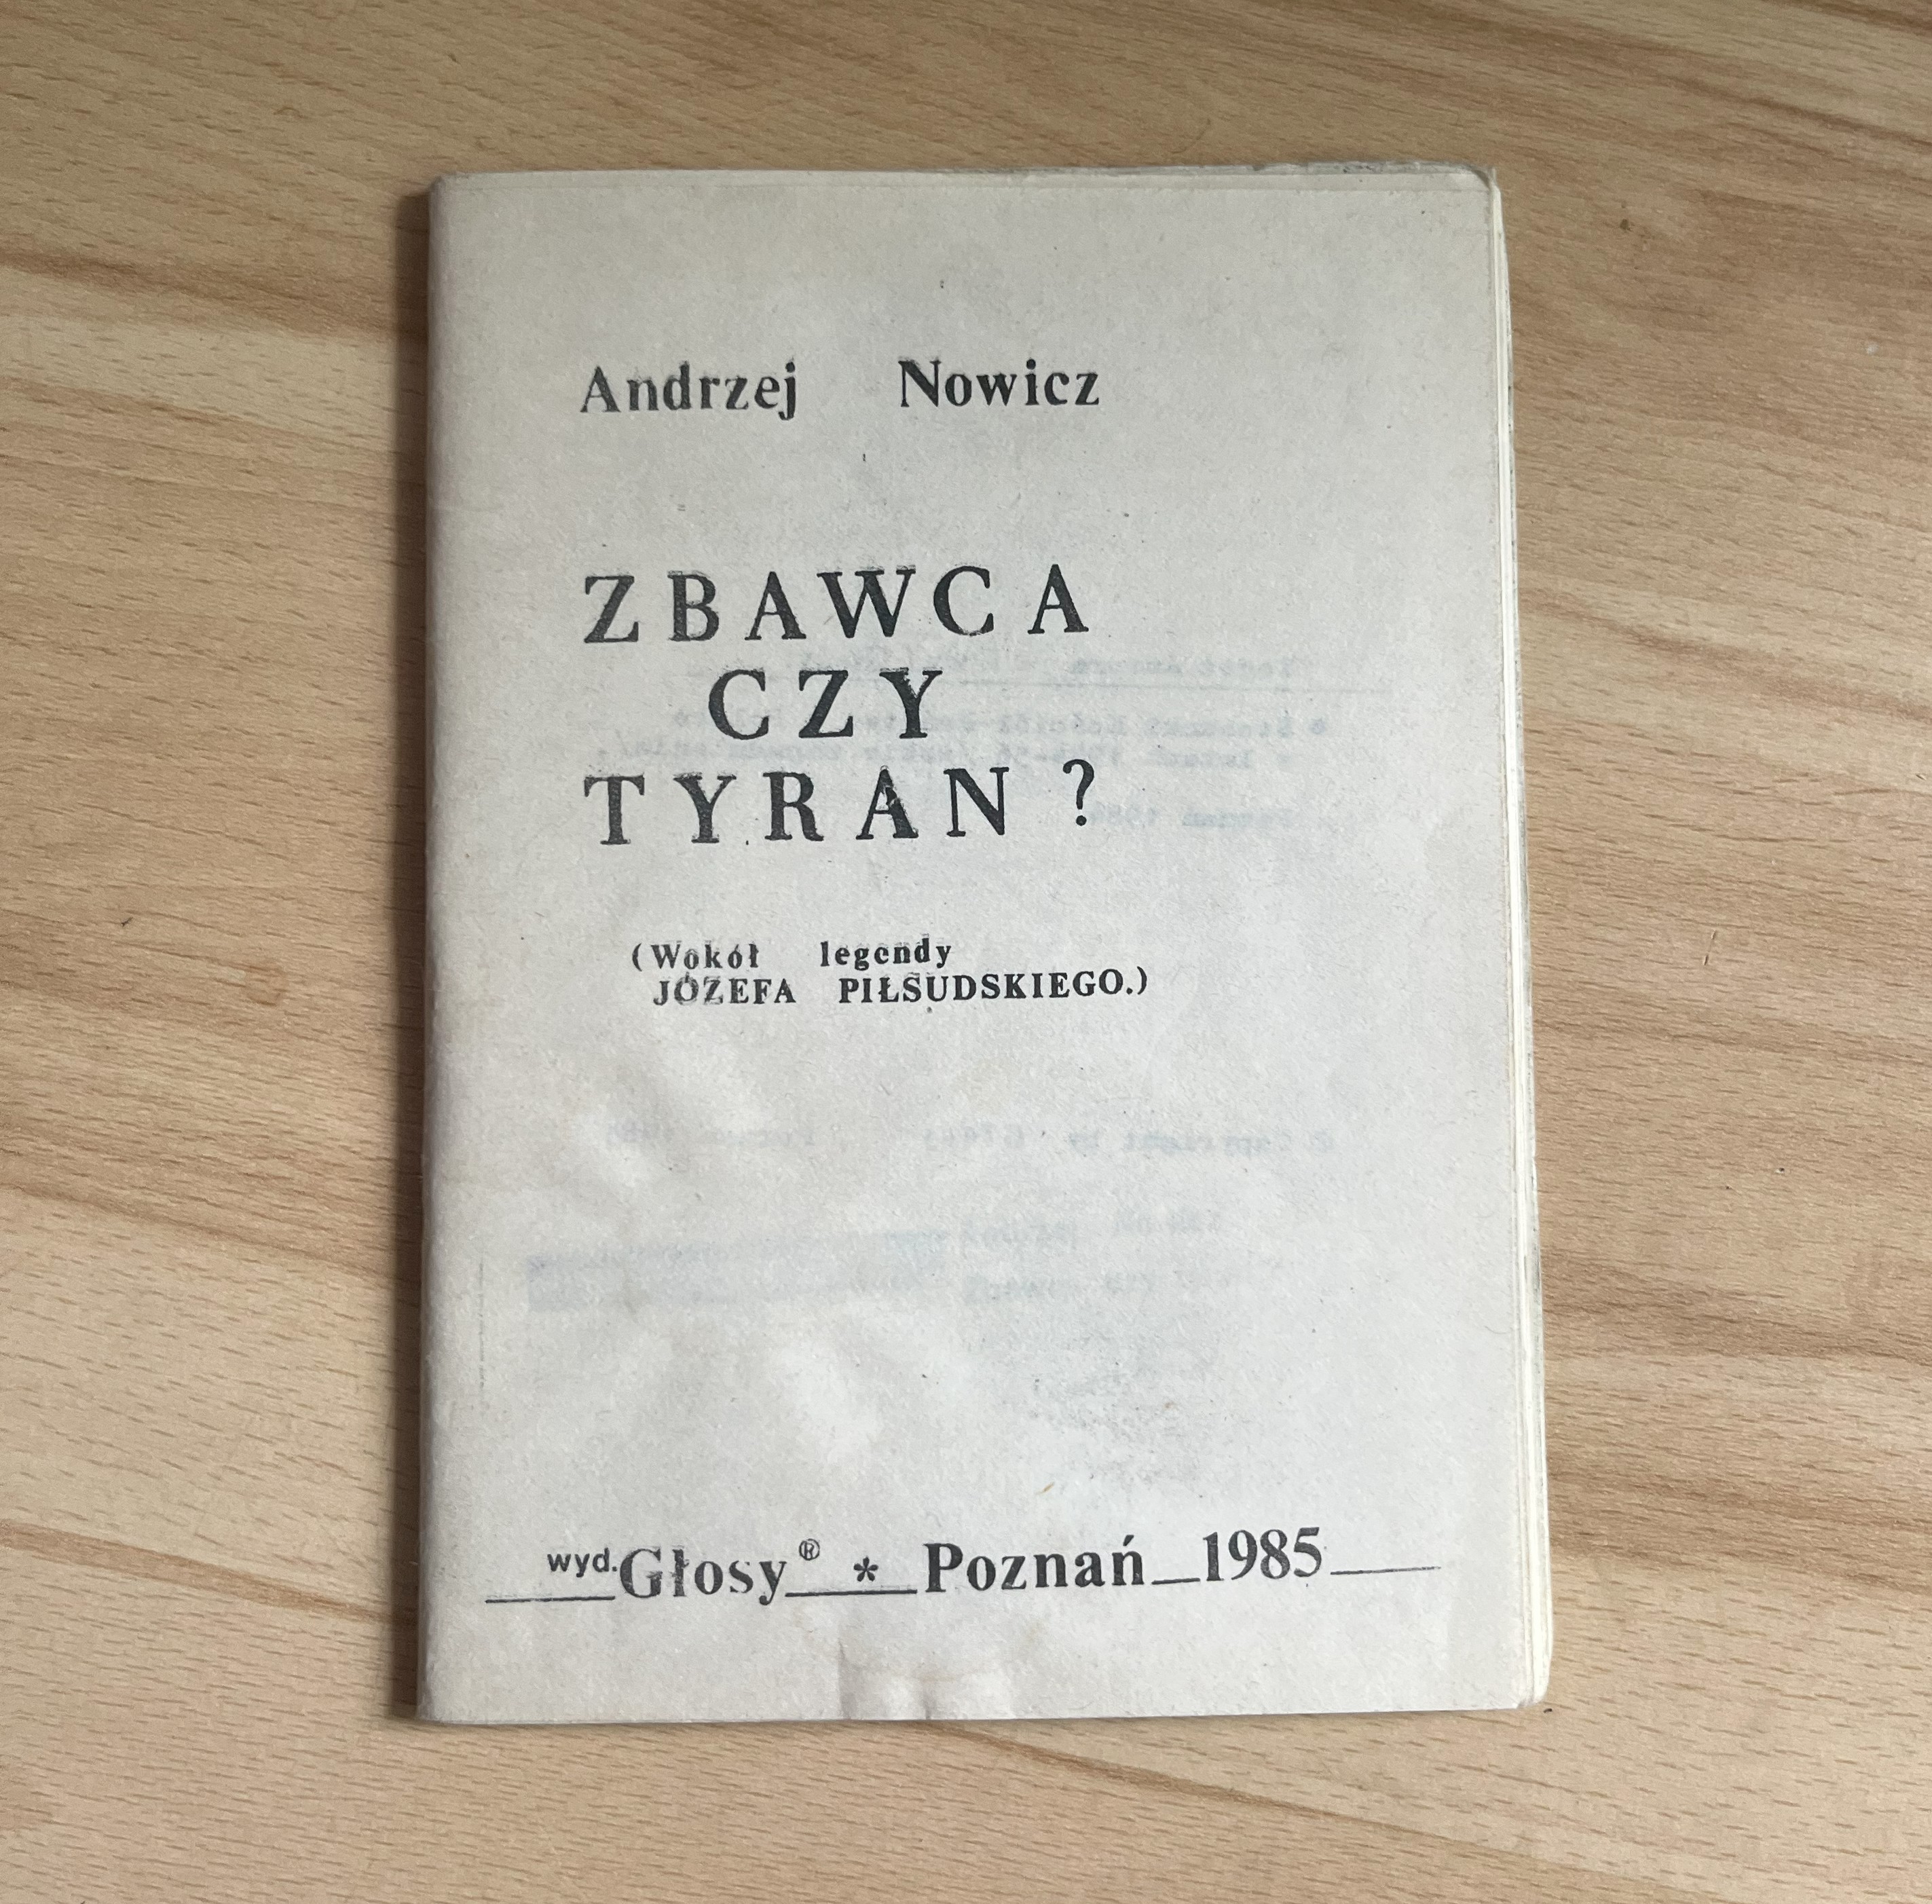 Andrzej Nowicz
ZBAWCA
CZY
TYRAN ?
(Wokół legendy
JÓZEFA PIŁSUDSKIEGO.)
wyd. Głosy® * Poznań 1985